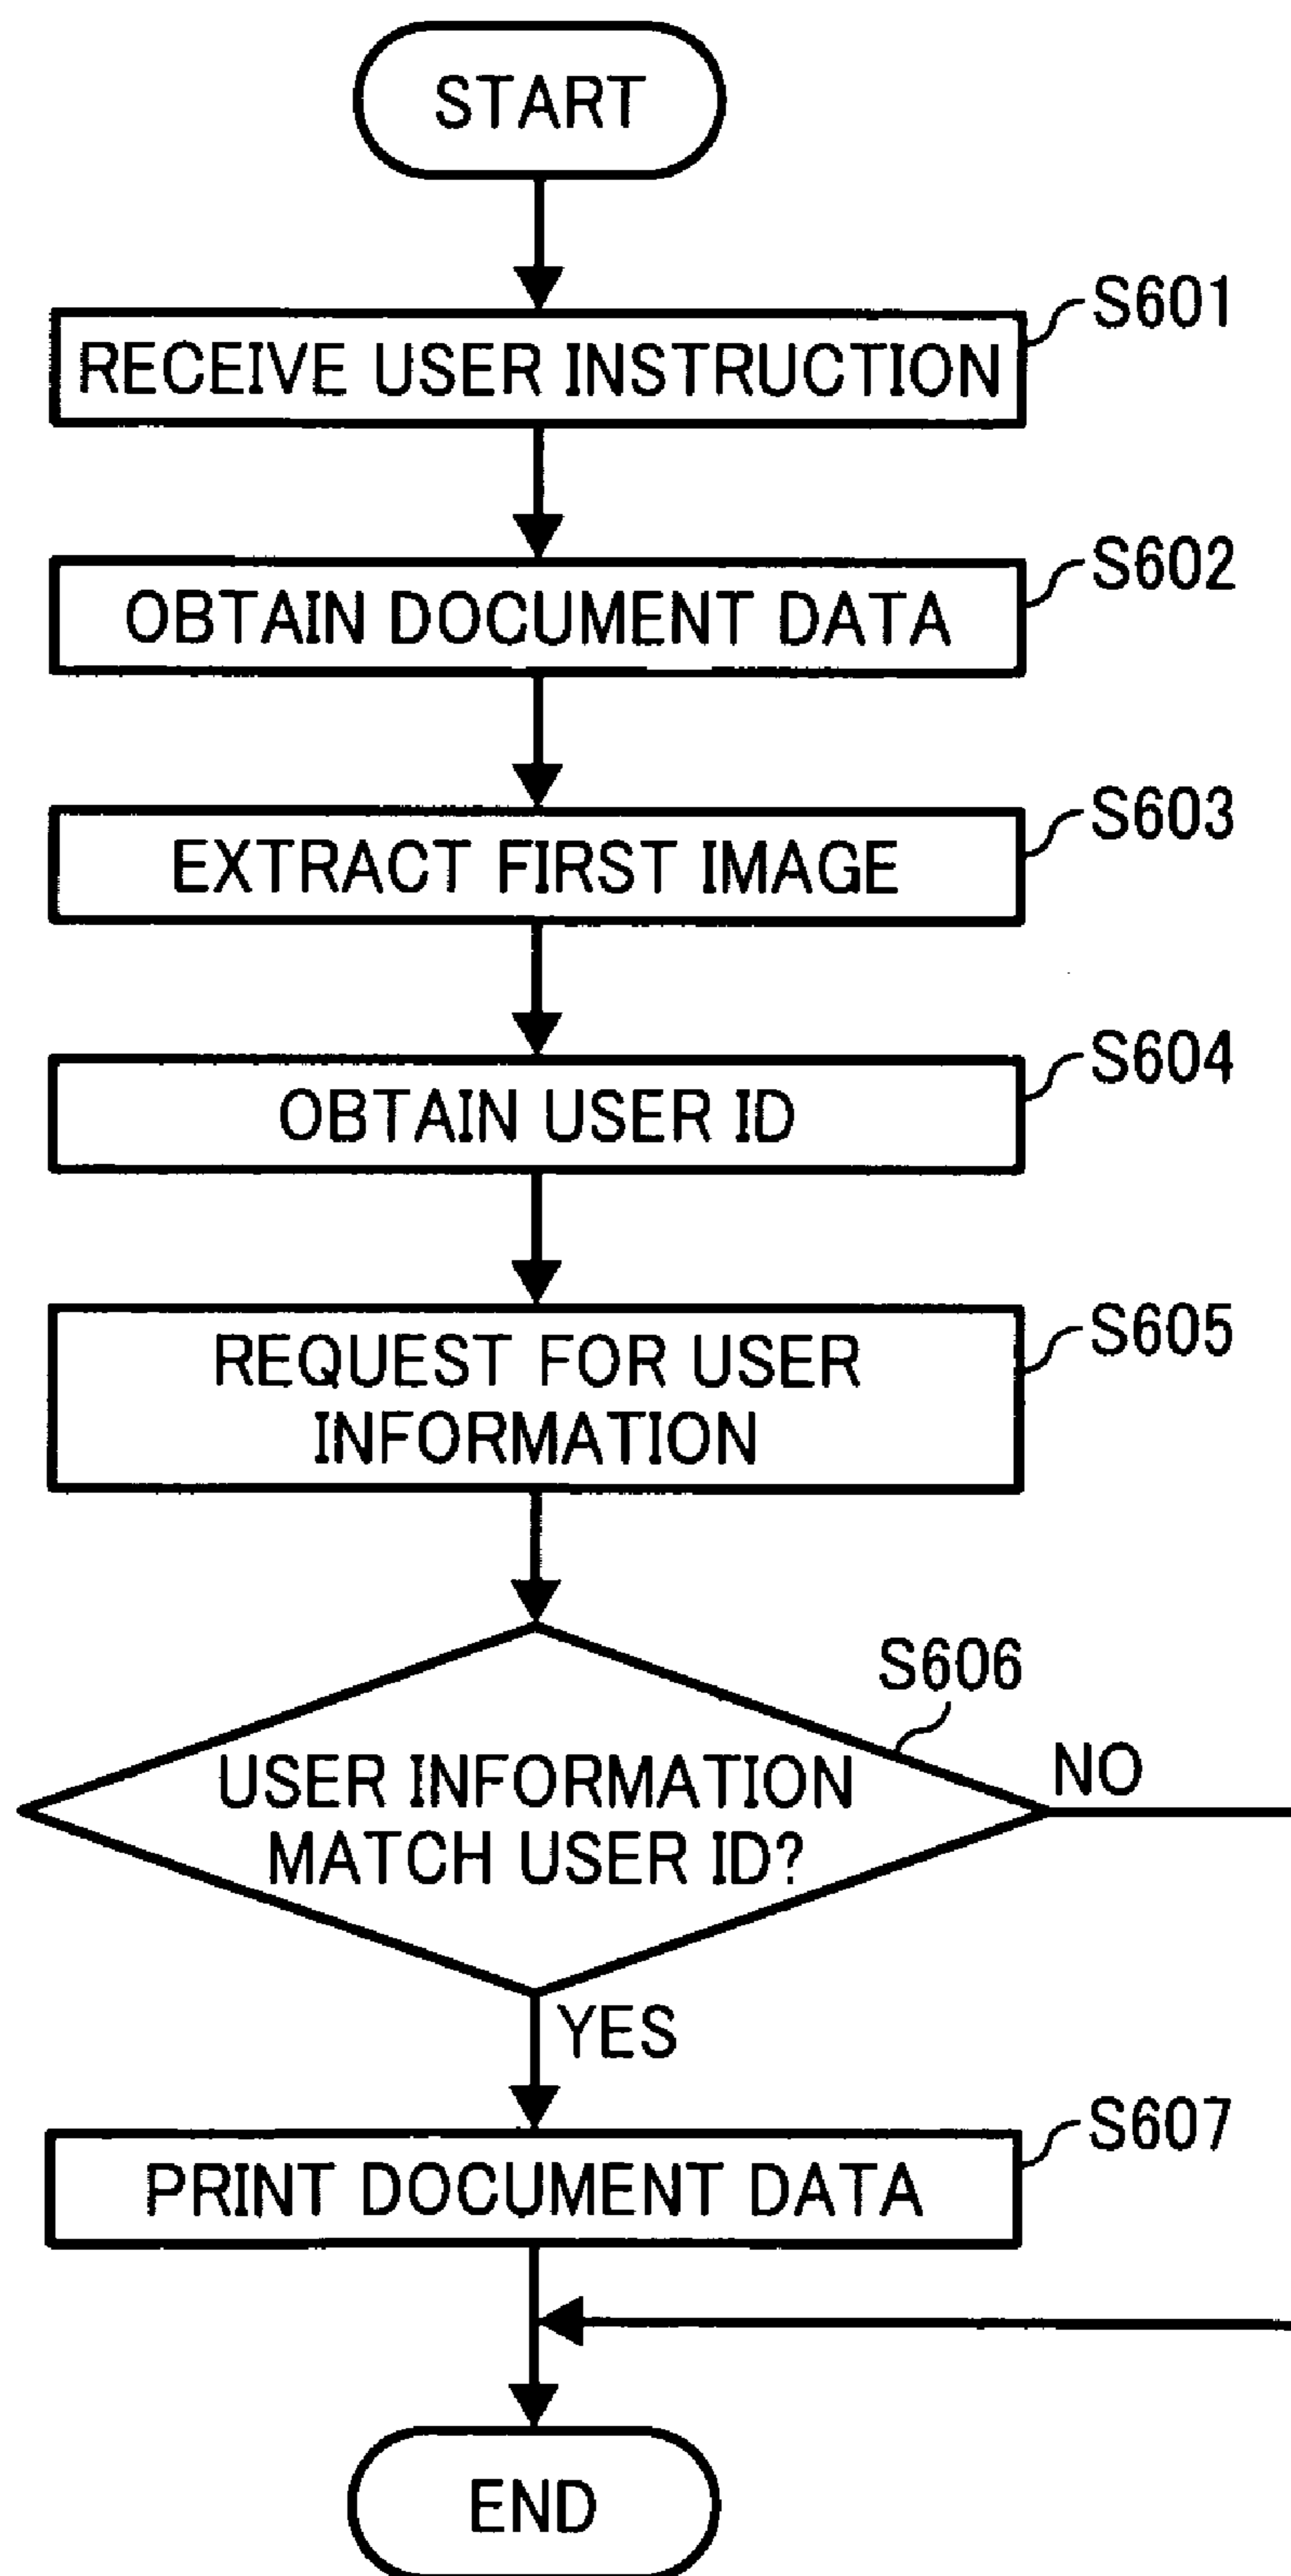 START
S601
RECEIVE USER INSTRUCTION
S602
OBTAIN DOCUMENT DATA
S603
EXTRACT FIRST IMAGE
S604
OBTAIN USER ID
S605
REQUEST FOR USER
INFORMATION
S606
NO
USER INFORMATION
MATCH USER ID?
YES
S607
PRINT DOCUMENT DATA
END